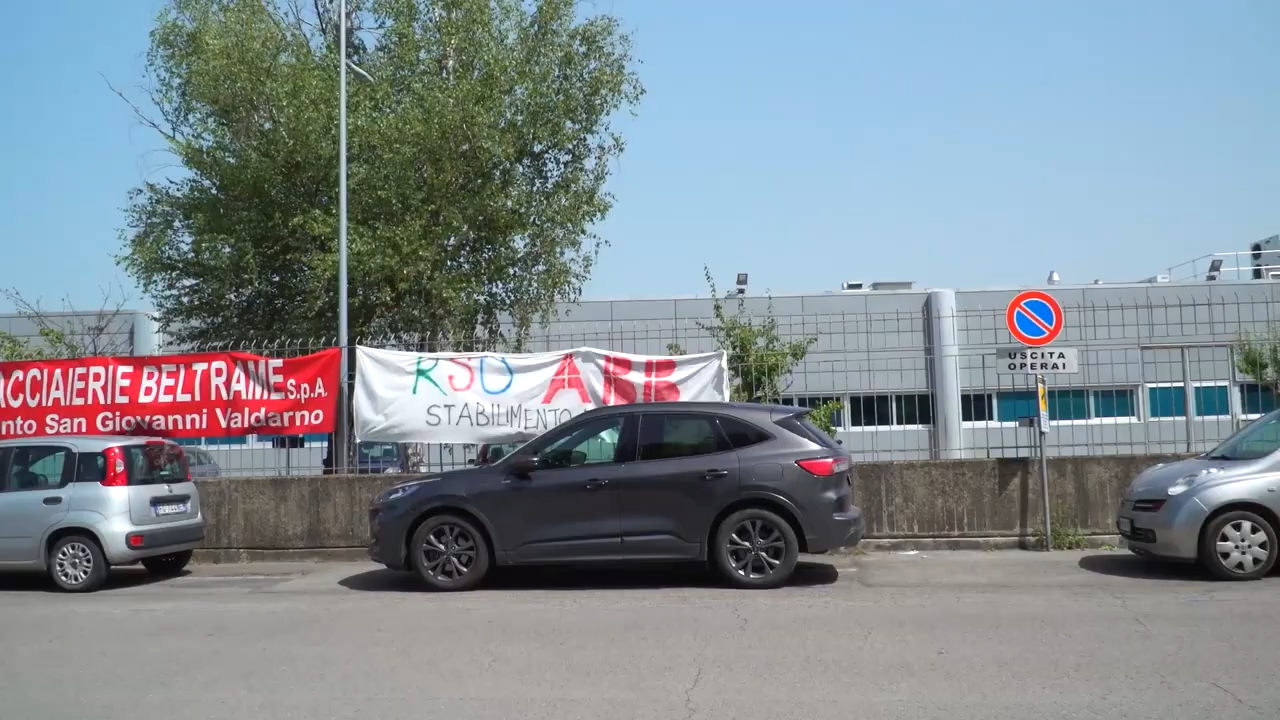 ACCIAIERIE BELTRAME S.p.A.
nto San Giovanni Valdarno
RSU ABB
STABILIMENTO
USCITA
OPERAI